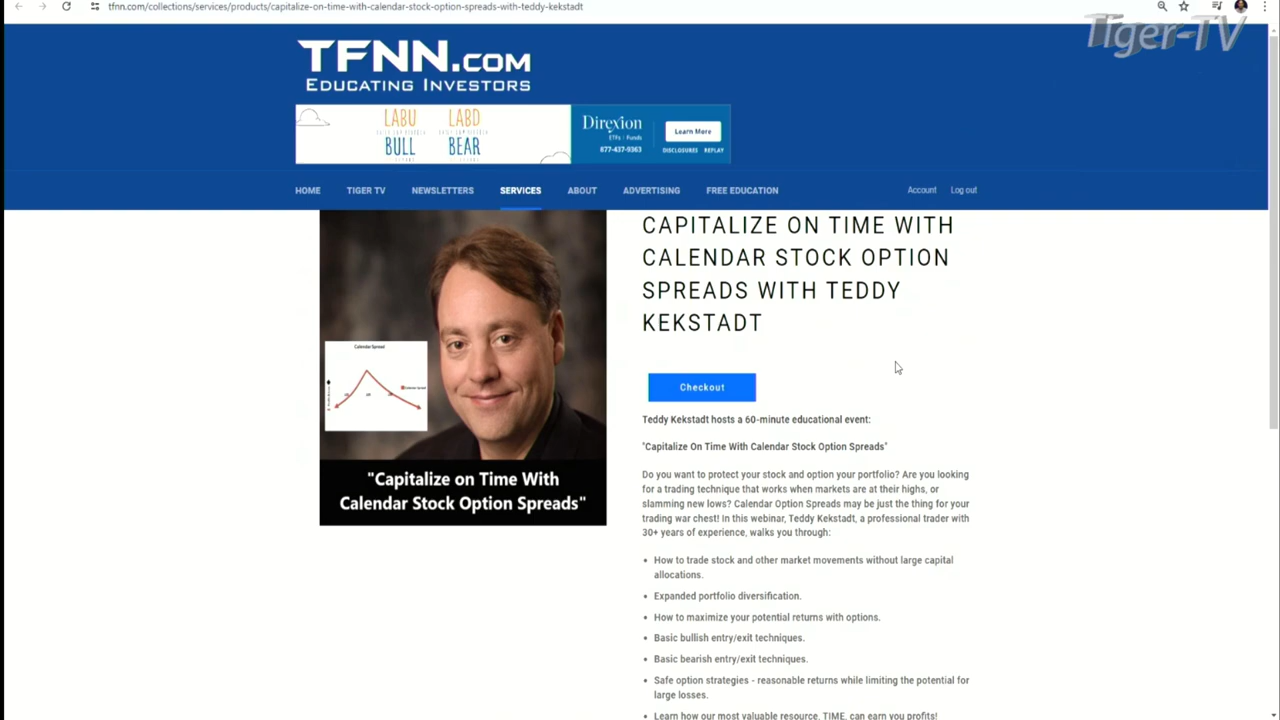 tfnn.com/collections/services/products/capitalize-on-time-with-calendar-stock-option-spreads-with-teddy-kekstadt
Tiger-TV
TFNN.COM
EDUCATING INVESTORS
LABU LABD
BULL BEAR
Direxion
ETFs | Funds
877-437-9363
Learn More
DISCLOSURES REPLAY
HOME TIGER TV NEWSLETTERS SERVICES ABOUT ADVERTISING FREE EDUCATION Account Log out
Calendar Spread
"Capitalize on Time With
Calendar Stock Option Spreads"
CAPITALIZE ON TIME WITH
CALENDAR STOCK OPTION
SPREADS WITH TEDDY
KEKSTADT
Checkout
Teddy Kekstadt hosts a 60-minute educational event:
"Capitalize On Time With Calendar Stock Option Spreads"
Do you want to protect your stock and option your portfolio? Are you looking
for a trading technique that works when markets are at their highs, or
slamming new lows? Calendar Option Spreads may be just the thing for your
trading war chest! In this webinar, Teddy Kekstadt, a professional trader with
30+ years of experience, walks you through:
• How to trade stock and other market movements without large capital
allocations.
• Expanded portfolio diversification.
• How to maximize your potential returns with options.
• Basic bullish entry/exit techniques.
• Basic bearish entry/exit techniques.
• Safe option strategies - reasonable returns while limiting the potential for
large losses.
• Learn how our most valuable resource, TIME, can earn you profits!